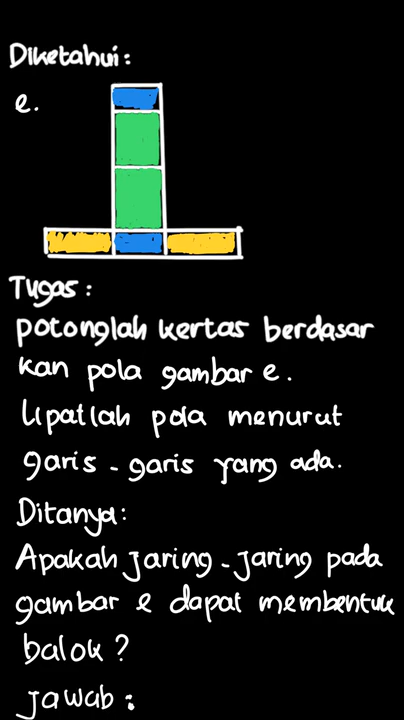 Diketahui:
e.
Tugas:
potonglah kertas berdasar
kan pola gambar e.
Lipatlah pola menurut
garis-garis yang ada.
Ditanya:
Apakah jaring-jaring pada
gambar e dapat membentuk
balok?
jawab: